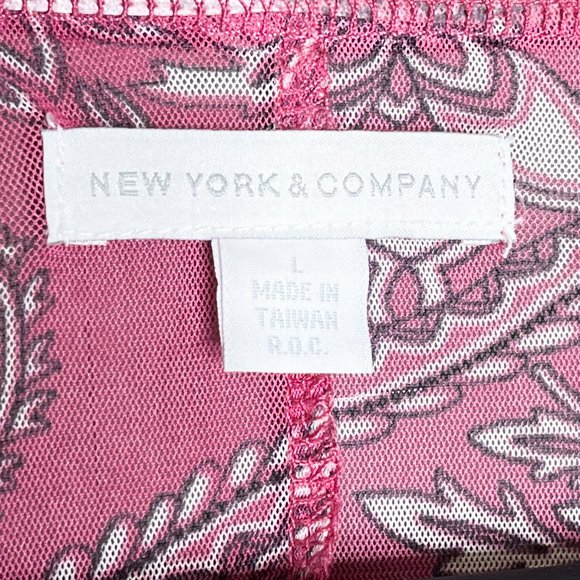 NEW YORK & COMPANY
L
MADE IN
TAIWAN
R.O.C.